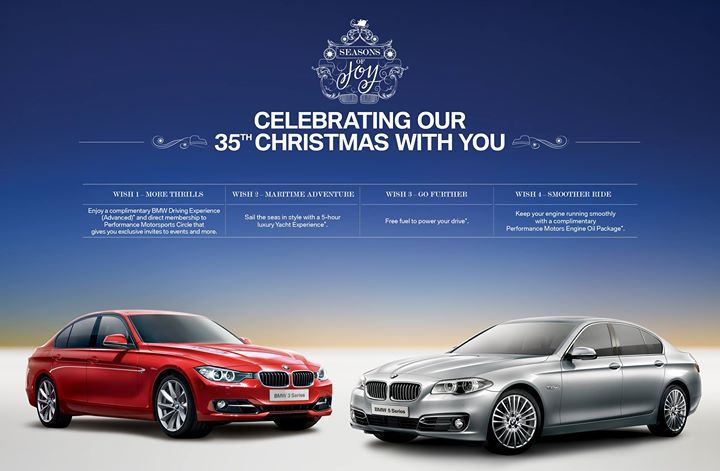 SEASONS
OF
Joy
CELEBRATING OUR
35TH CHRISTMAS WITH YOU
WISH 1 – MORE THRILLS
Enjoy a complimentary BMW Driving Experience
(Advanced)* and direct membership to
Performance Motorsports Circle that
gives you exclusive invites to events and more.
WISH 2 – MARITIME ADVENTURE
Sail the seas in style with a 5-hour
luxury Yacht Experience*.
WISH 3 – GO FURTHER
Free fuel to power your drive*.
WISH 4 – SMOOTHER RIDE
Keep your engine running smoothly
with a complimentary
Performance Motors Engine Oil Package*.
BMW 3 Series
BMW 5 Series